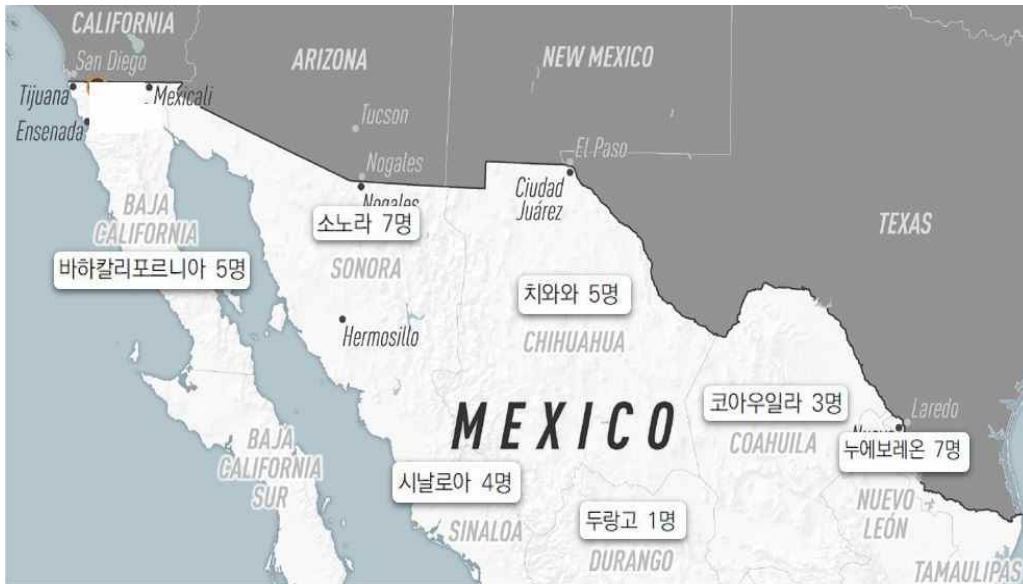 CALIFORNIA
San Diego
ARIZONA
NEW MEXICO
Tijuana
Mexicali
Ensenada
Tucson
Nogales
Nogales
El Paso
Ciudad
Juárez
TEXAS
BAJA
CALIFORNIA
소노라 7명
SONORA
바하칼리포르니아 5명
치와와 5명
Hermosillo
CHIHUAHUA
MEXICO
코아우일라 3명
COAHUILA
Laredo
누에보레온 7명
BAJA
CALIFORNIA
SUR
시날로아 4명
SINALOA
두랑고 1명
DURANGO
NUEVO
LEÓN
TAMAULIPAS